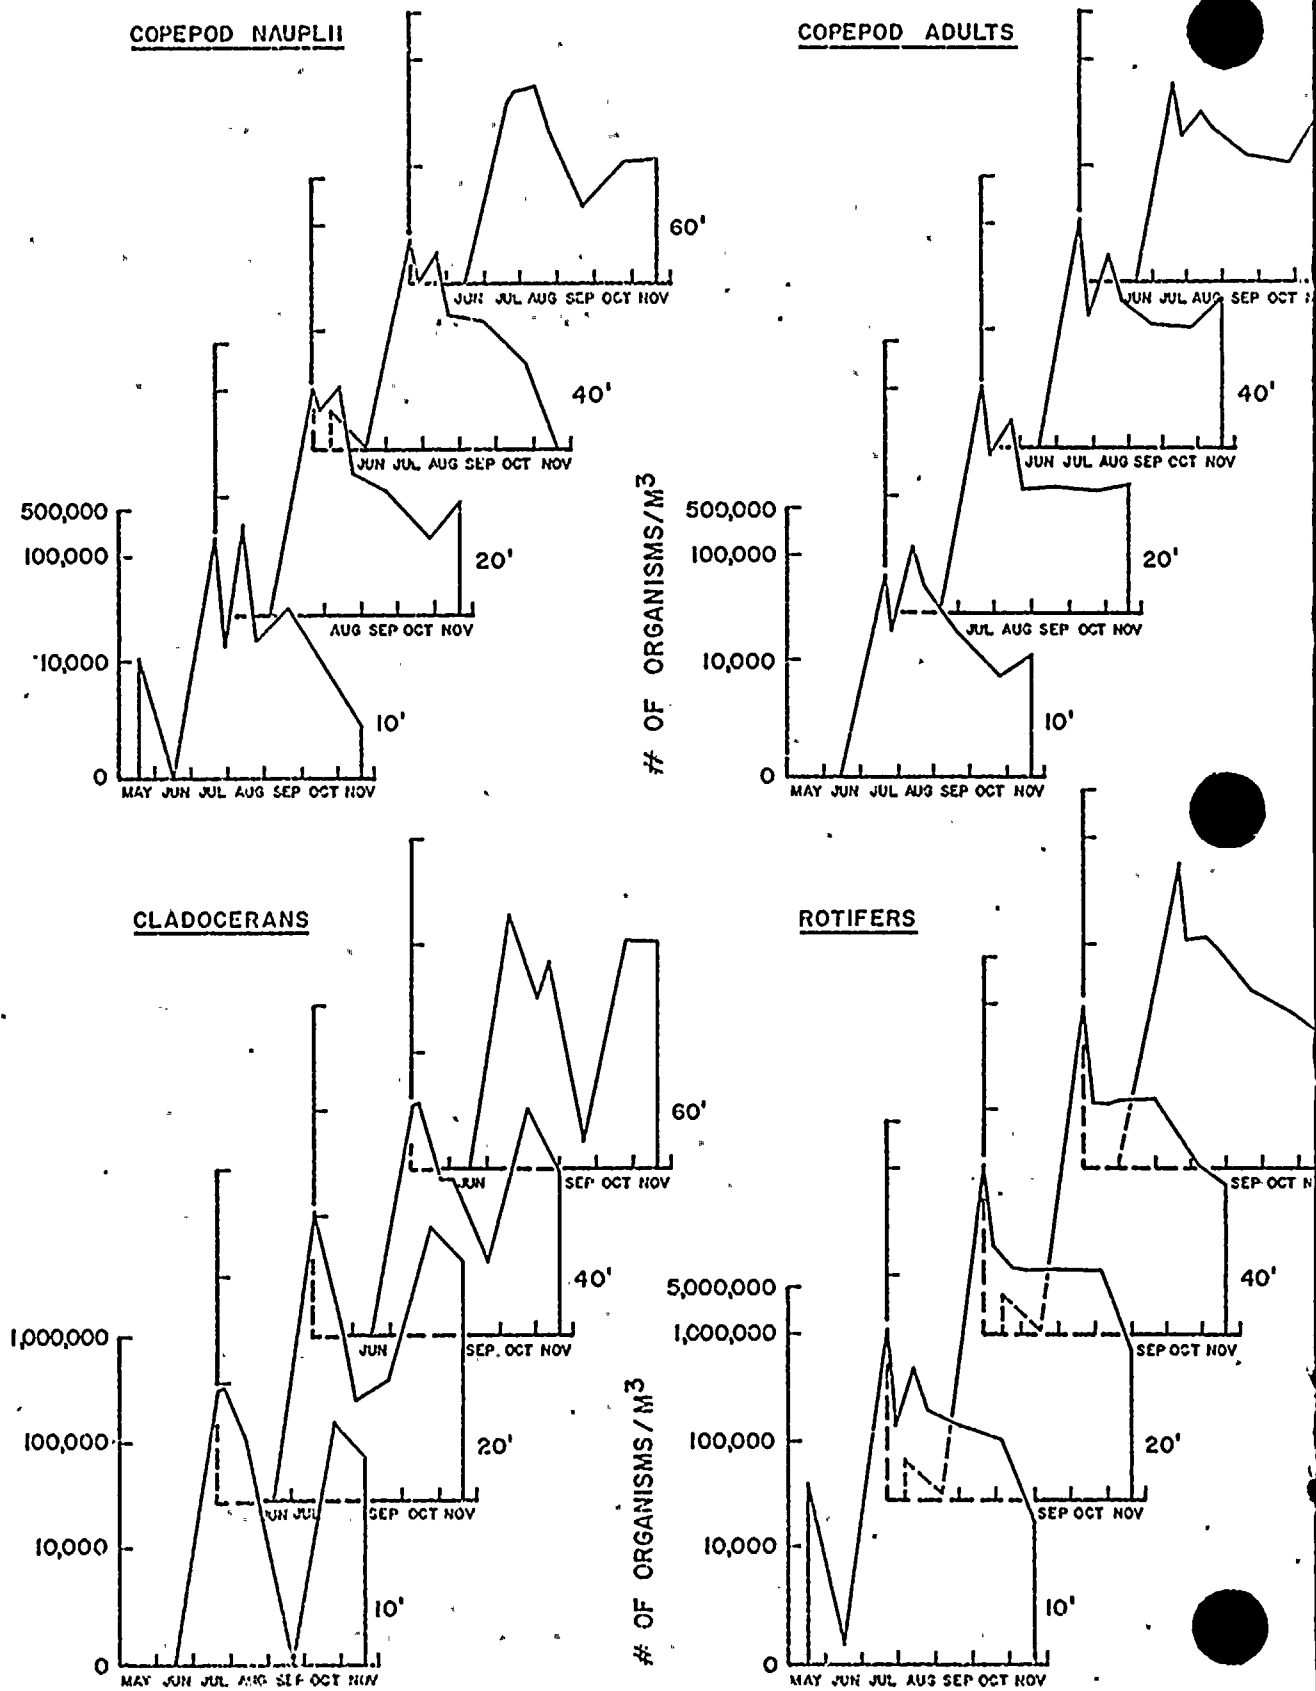 COPEPOD NAUPLII
60'
JUN JUL AUG SEP OCT NOV
40'
JUN JUL AUG SEP OCT NOV
500,000
100,000
20'
AUG SEP OCT NOV
10,000
10'
0
MAY JUN JUL AUG SEP OCT NOV
COPEPOD ADULTS
JUN JUL AUG SEP OCT
40'
JUN JUL AUG SEP OCT NOV
# OF ORGANISMS/M³
500,000
100,000
20'
JUL AUG SEP OCT NOV
10,000
10'
0
MAY JUN JUL AUG SEP OCT NOV
CLADOCERANS
60'
JUN SEP OCT NOV
40'
JUN SEP OCT NOV
1,000,000
100,000
20'
JUN JUL SEP OCT NOV
10,000
10'
0
MAY JUN JUL AUG SEP OCT NOV
ROTIFERS
SEP OCT N
40'
SEP OCT NOV
# OF ORGANISMS/M³
5,000,000
1,000,000
100,000
20'
SEP OCT NOV
10,000
10'
0
MAY JUN JUL AUG SEP OCT NOV